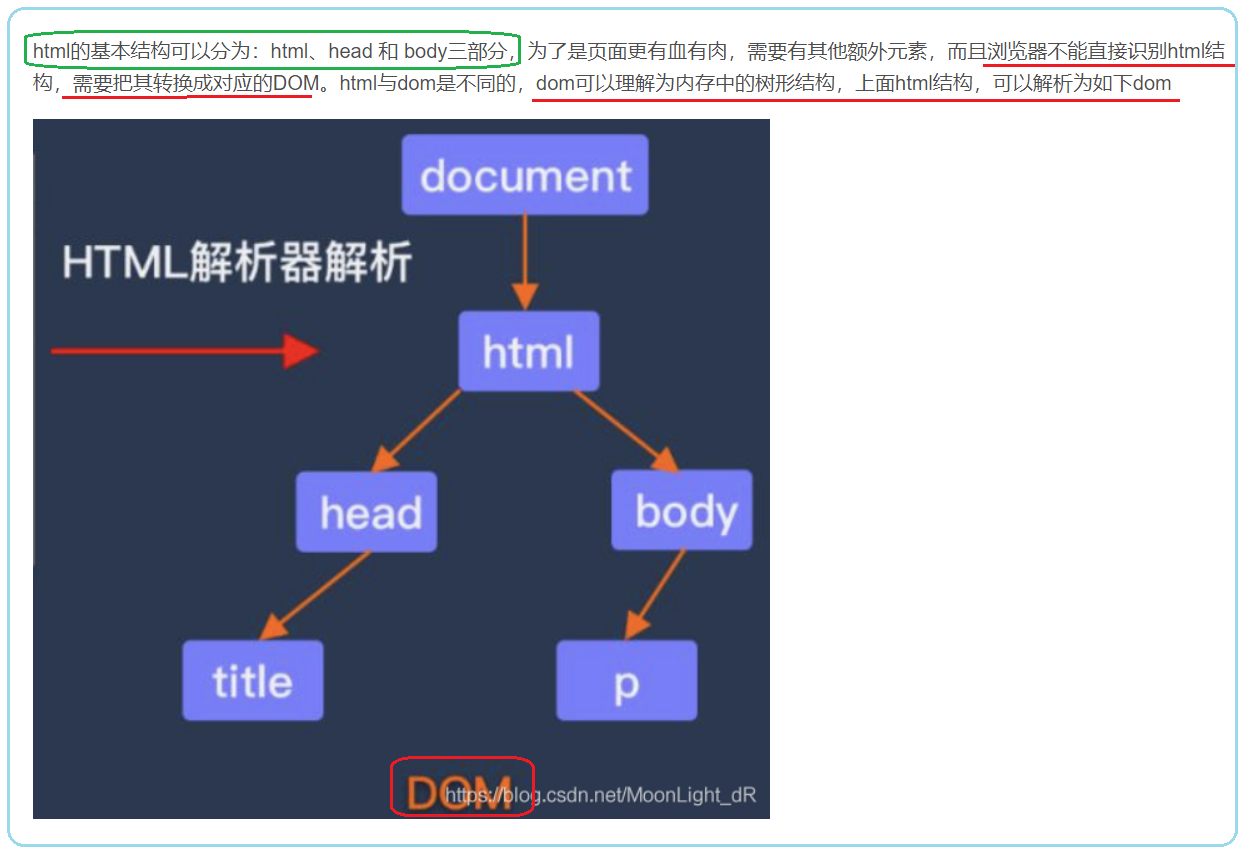 html的基本结构可以分为：html、head 和 body三部分，为了是页面更有血有肉，需要有其他额外元素，而且浏览器不能直接识别html结
构，需要把其转换成对应的DOM。html与dom是不同的，dom可以理解为内存中的树形结构，上面html结构，可以解析为如下dom
document
HTML解析器解析
html
head
body
title
p
DOM
https://blog.csdn.net/MoonLight_dR